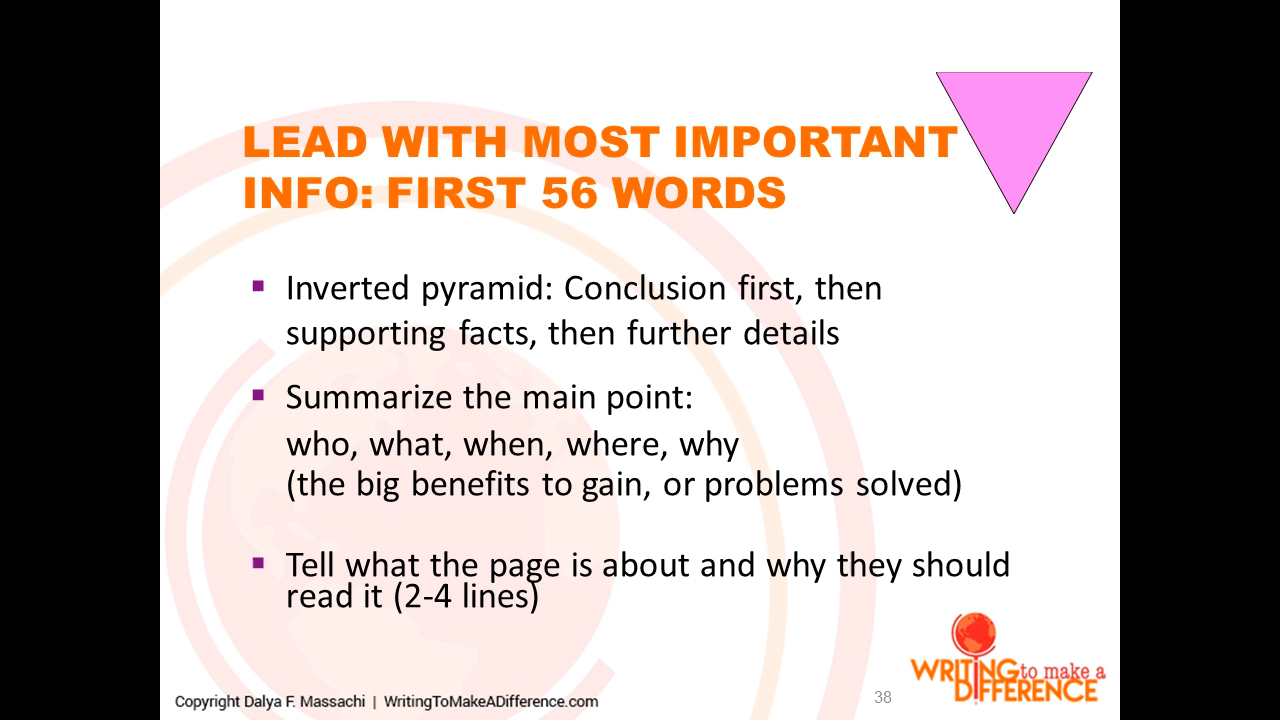 LEAD WITH MOST IMPORTANT
INFO: FIRST 56 WORDS
▪ Inverted pyramid: Conclusion first, then
supporting facts, then further details
▪ Summarize the main point:
who, what, when, where, why
(the big benefits to gain, or problems solved)
▪ Tell what the page is about and why they should
read it (2-4 lines)
WRITING to make a
DIFFERENCE
Copyright Dalya F. Massachi | WritingToMakeADifference.com
38